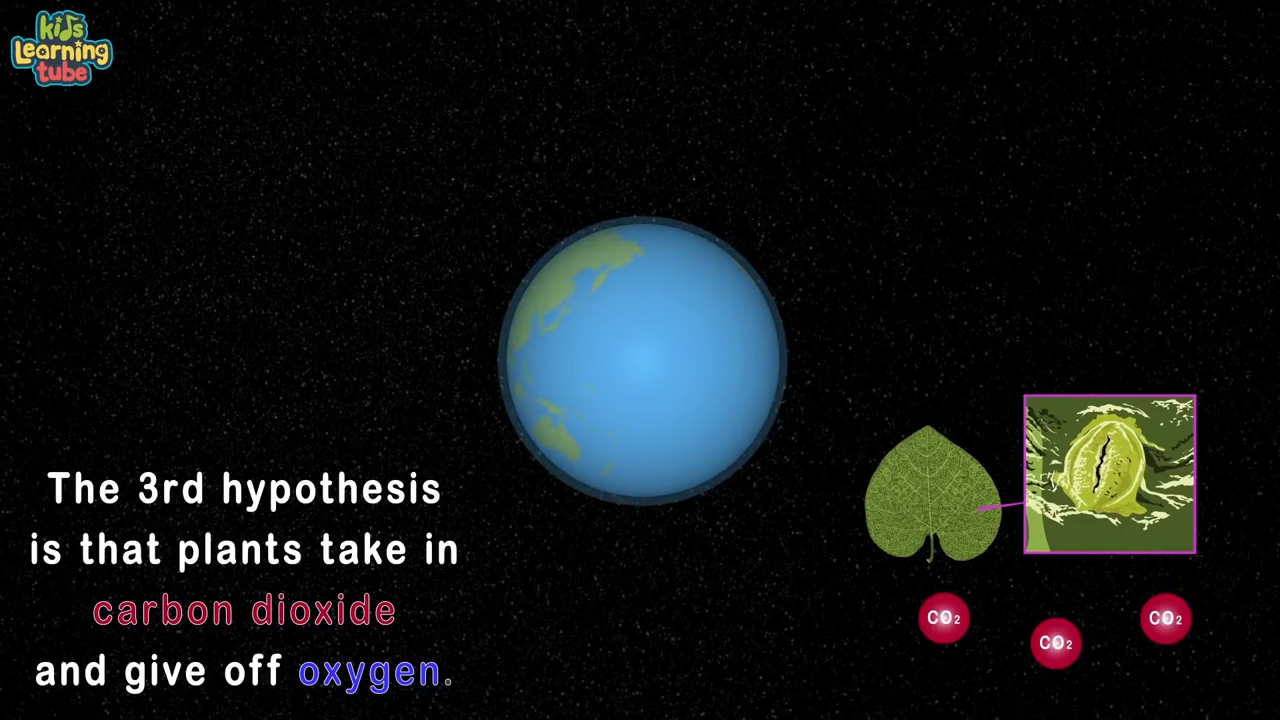 kids
Learning
tube
The 3rd hypothesis
is that plants take in
carbon dioxide
and give off oxygen.
CO₂
CO₂
CO₂